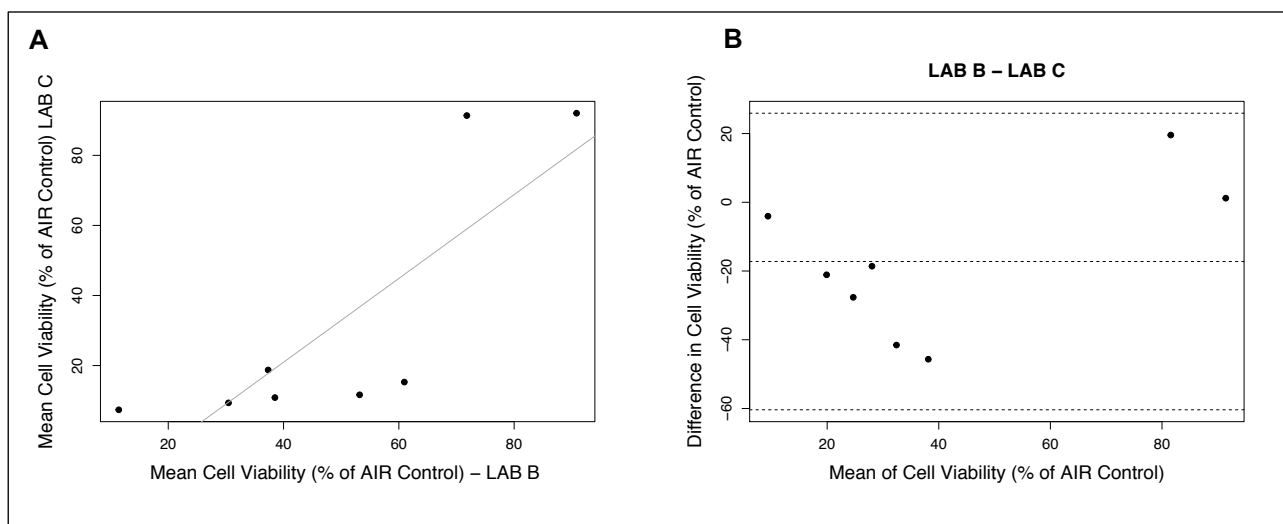 A
Mean Cell Viability (% of AIR Control) LAB C
80
60
40
20
20
40
60
80
Mean Cell Viability (% of AIR Control) – LAB B
B
LAB B – LAB C
Difference in Cell Viability (% of AIR Control)
20
0
−20
−40
−60
20
40
60
80
Mean of Cell Viability (% of AIR Control)